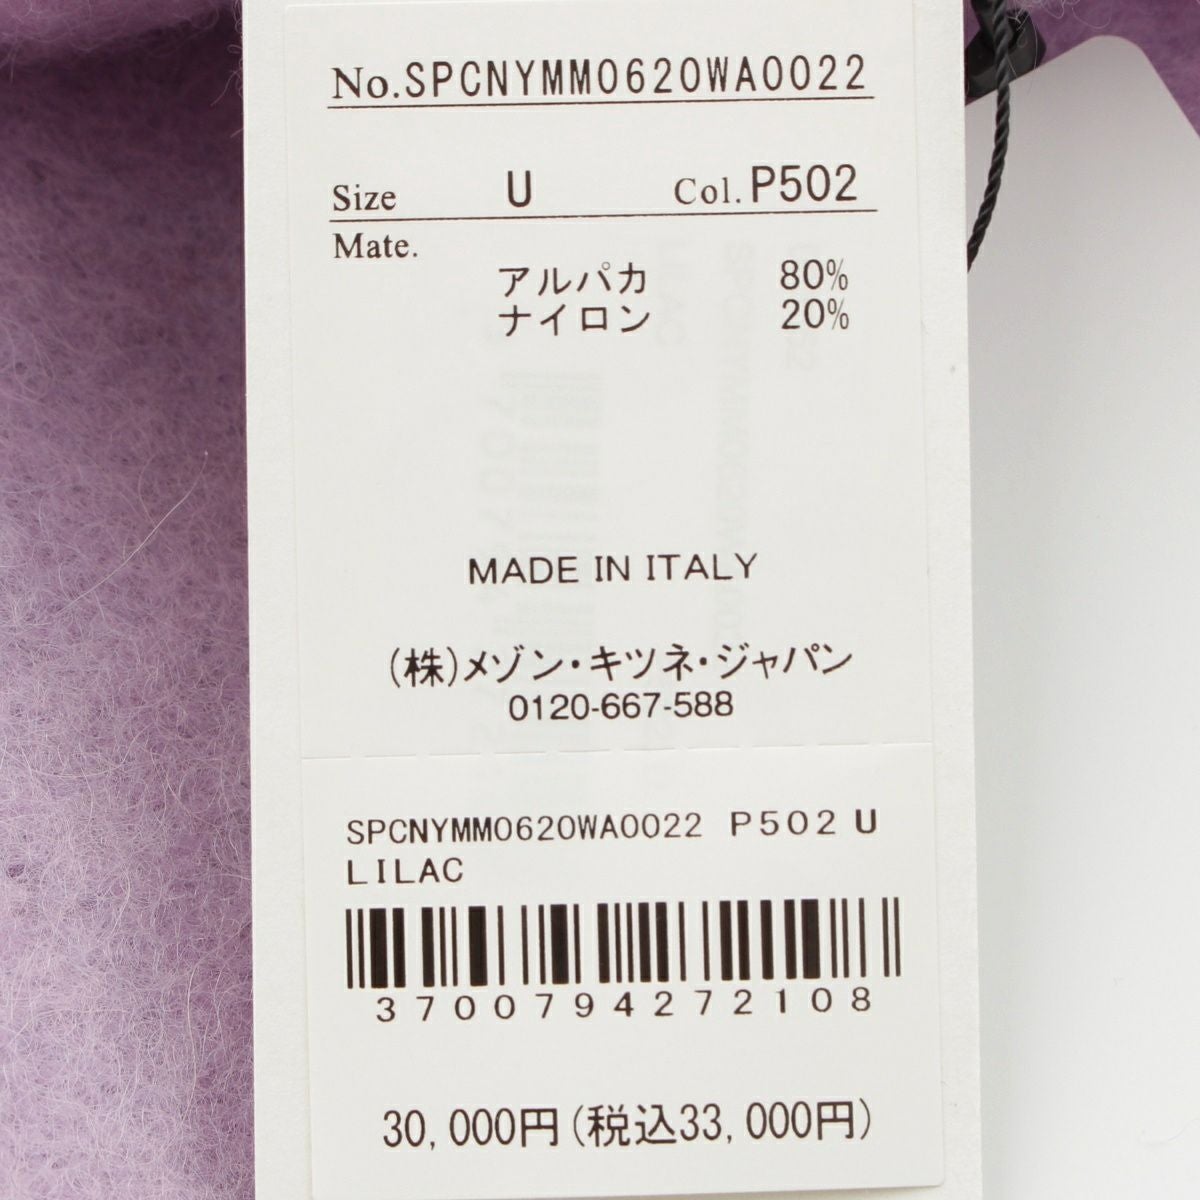 No.SPCNYMM0620WA0022
Size U Col.P502
Mate.
アルパカ 80%
ナイロン 20%
MADE IN ITALY
(株)メゾン・キツネ・ジャパン
0120-667-588
SPCNYMM0620WA0022 P502 U
LILAC
3700794272108
30,000円(税込33,000円)